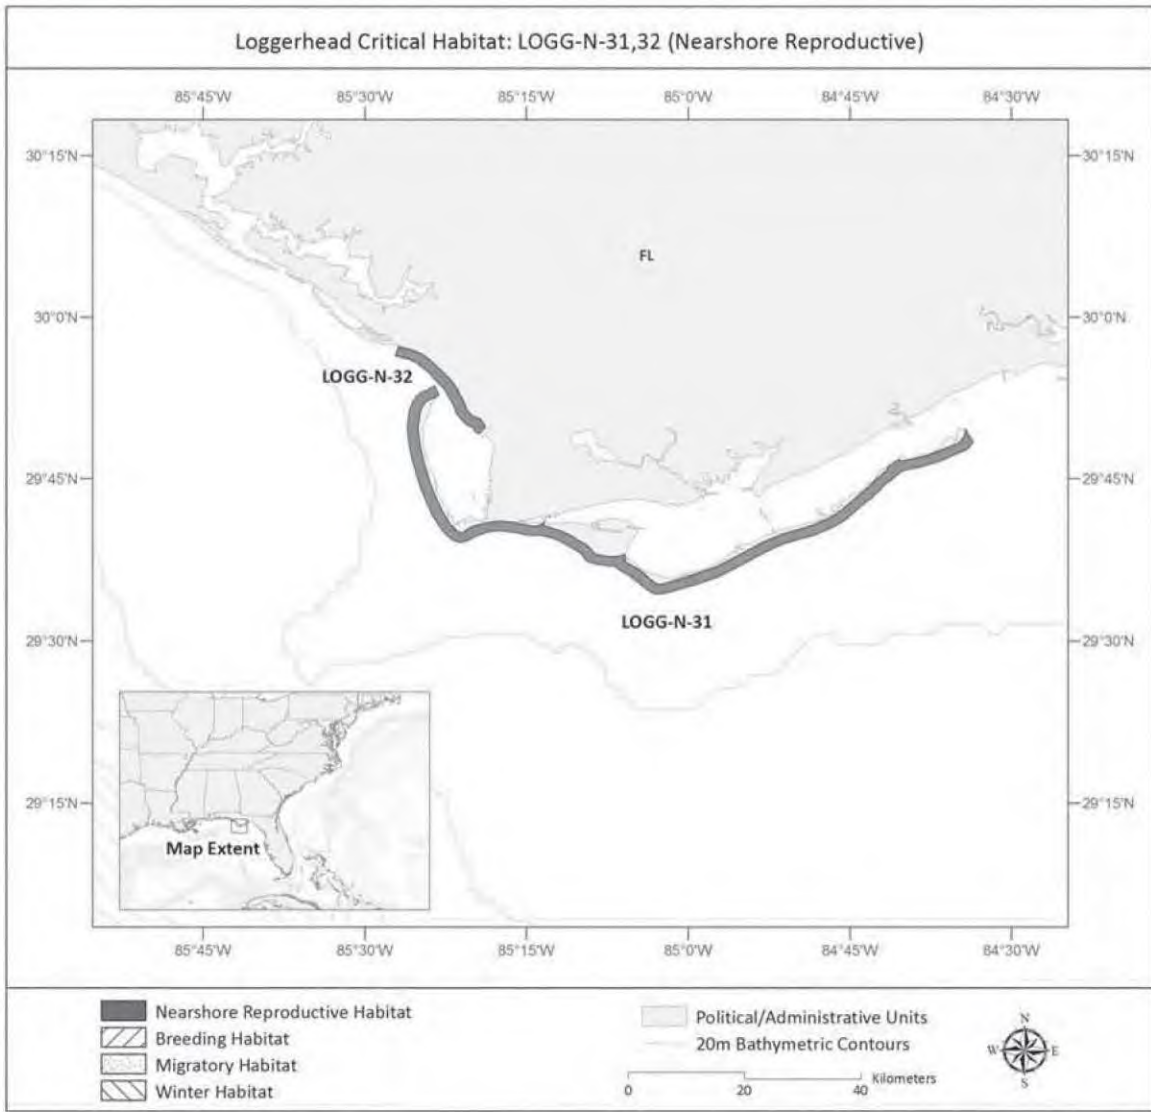 Loggerhead Critical Habitat: LOGG-N-31,32 (Nearshore Reproductive)
85°45'W 85°30'W 85°15'W 85°0'W 84°45'W 84°30'W
30°15'N 30°15'N
FL
30°0'N 30°0'N
LOGG-N-32
29°45'N 29°45'N
LOGG-N-31
29°30'N 29°30'N
29°15'N 29°15'N
Map Extent
85°45'W 85°30'W 85°15'W 85°0'W 84°45'W 84°30'W
Nearshore Reproductive Habitat
Breeding Habitat
Migratory Habitat
Winter Habitat
Political/Administrative Units
20m Bathymetric Contours
Kilometers
0 20 40
N
W E
S